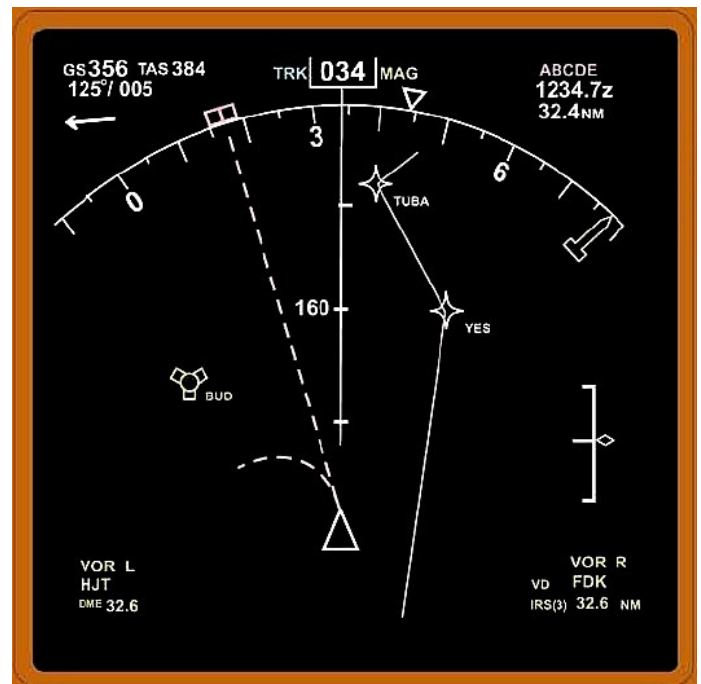 GS356 TAS384
125°/ 005
TRK 034 MAG
ABCDE
1234.7z
32.4NM
0
3
6
TUBA
160
YES
BUD
VOR L
HJT
DME 32.6
VOR R
VD FDK
IRS(3) 32.6 NM